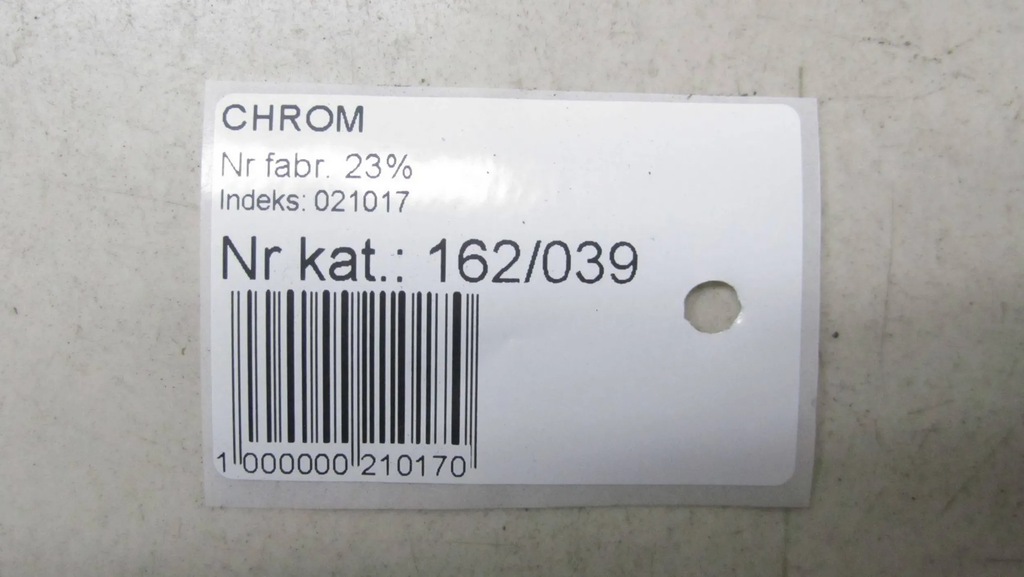 CHROM
Nr fabr. 23%
Indeks: 021017
Nr kat.: 162/039
1 000000 210170